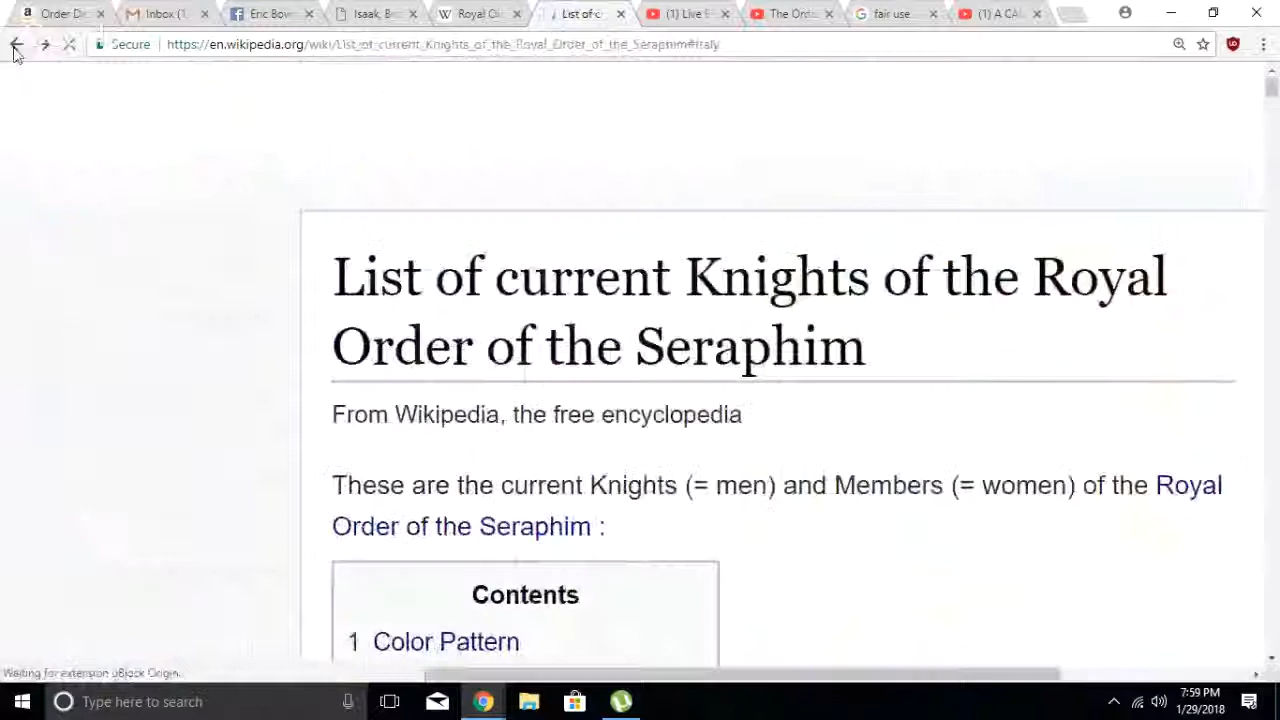 Order D
Inbox (1
Eric Bow
Isaak, B
Royal O
List of c
(1) Live E
The Ord
fair use
(1) A CA
Secure
https://en.wikipedia.org/wiki/List_of_current_Knights_of_the_Royal_Order_of_the_Seraphim#Italy
List of current Knights of the Royal
Order of the Seraphim
From Wikipedia, the free encyclopedia
These are the current Knights (= men) and Members (= women) of the Royal
Order of the Seraphim :
Contents
1 Color Pattern
Waiting for extension uBlock Origin...
Type here to search
7:59 PM
1/29/2018